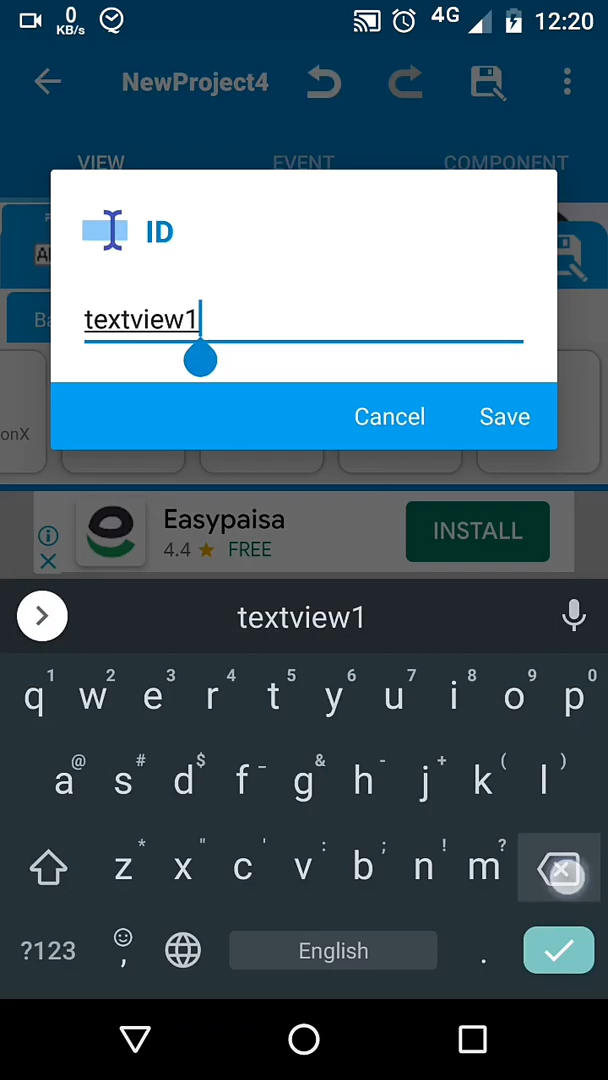 0
KB/s
4G
12:20
NewProject4
VIEW
EVENT
COMPONENT
ID
textview1
onX
Cancel
Save
Easypaisa
4.4 ★ FREE
INSTALL
textview1
1 2 3 4 5 6 7 8 9 0
q w e r t y u i o p
@ # $ _ & - + ( )
a s d f g h j k l
* " ' : ; ! ?
z x c v b n m
?123
,
English
.